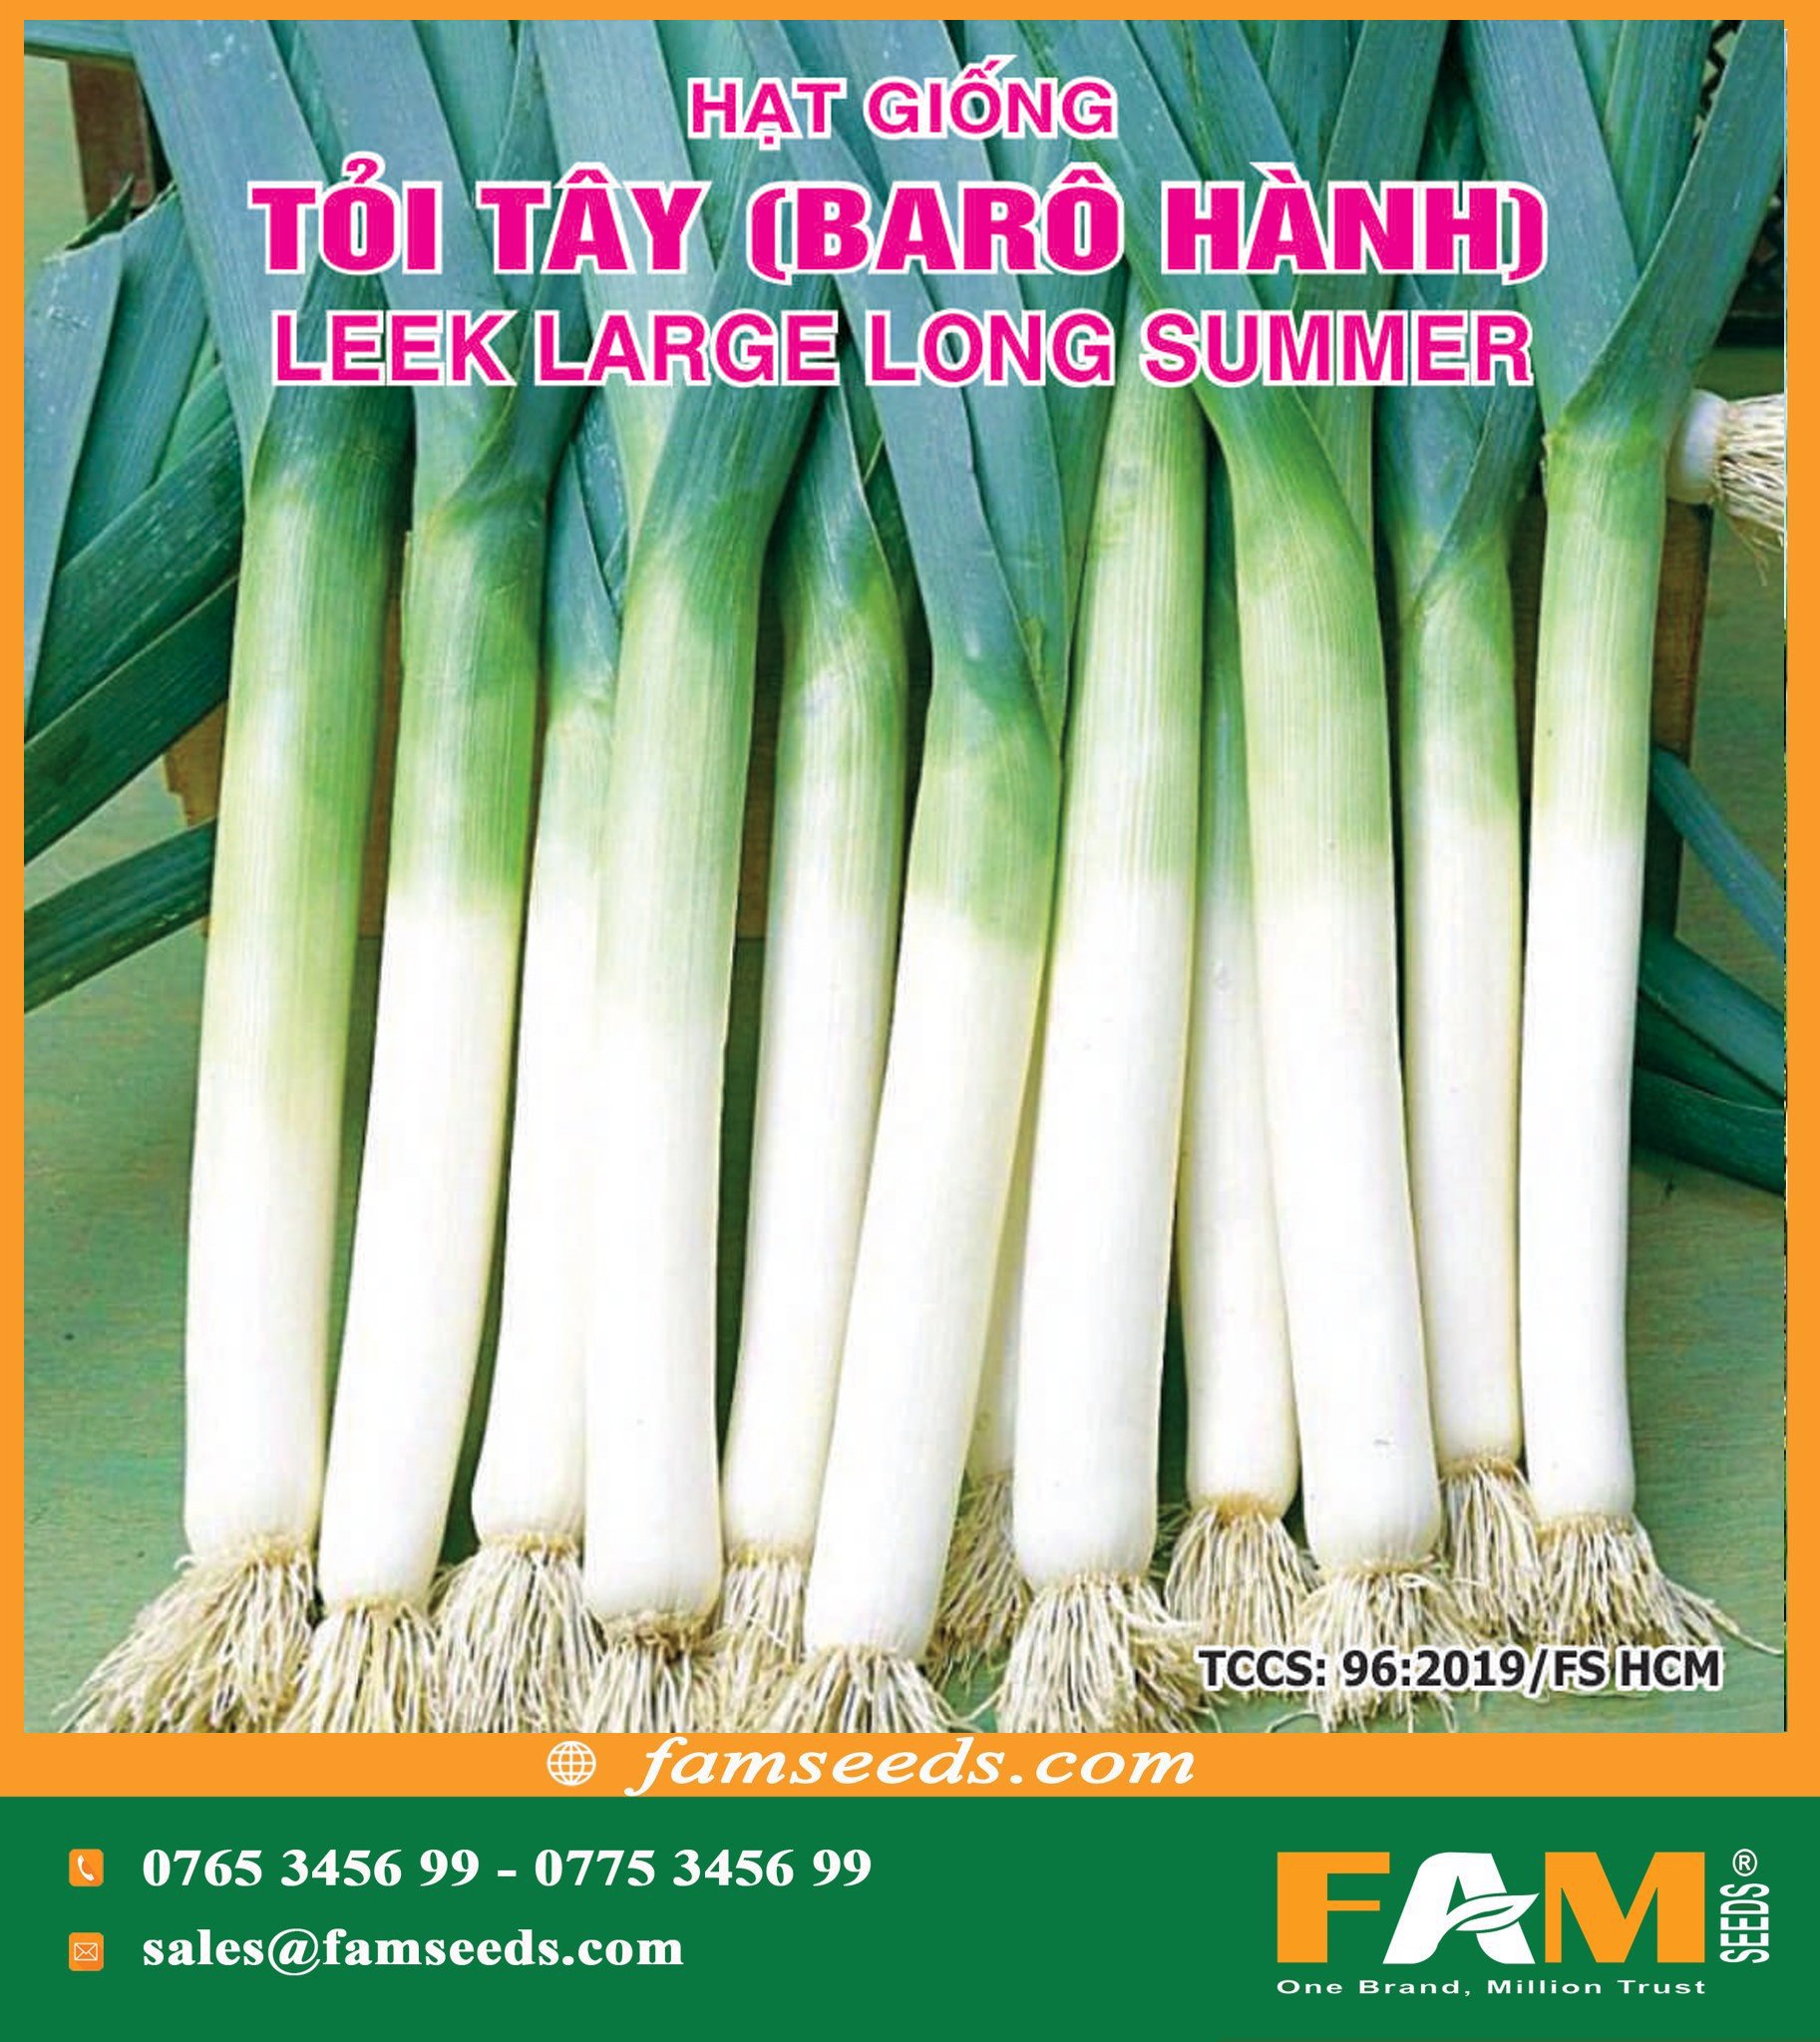 HẠT GIỐNG
TỎI TÂY (BARÔ HÀNH)
LEEK LARGE LONG SUMMER
TCCS: 96:2019/FS HCM
famseeds.com
0765 3456 99 - 0775 3456 99
sales@famseeds.com
FAM SEEDS®
One Brand, Million Trust